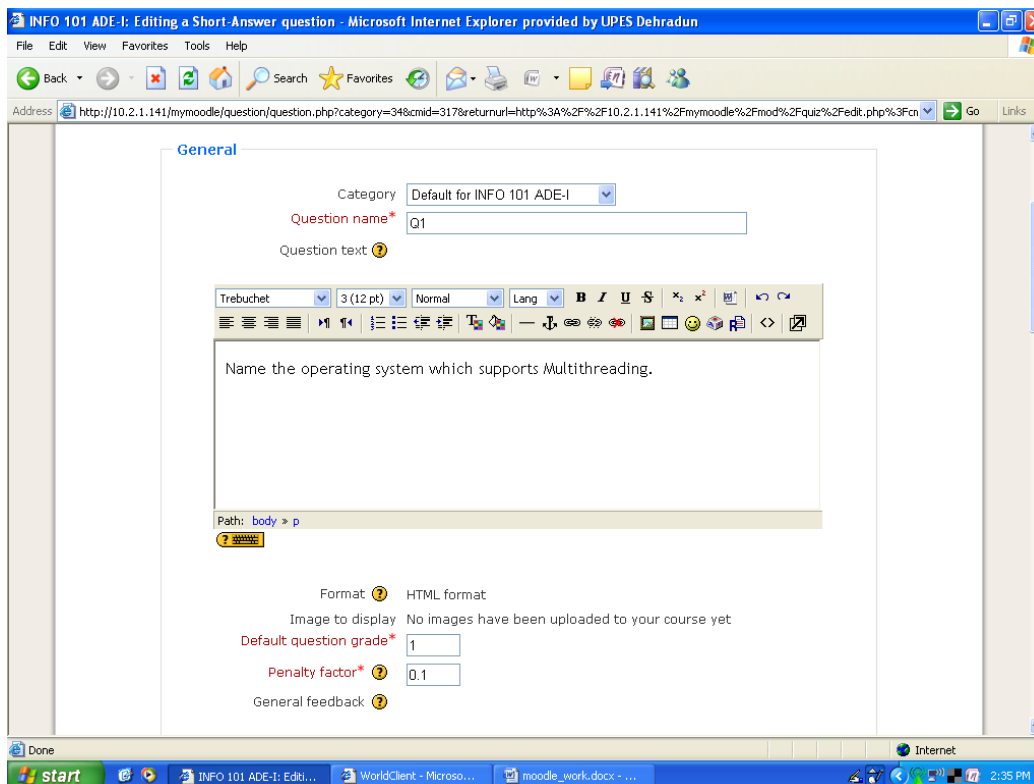 INFO 101 ADE-I: Editing a Short-Answer question - Microsoft Internet Explorer provided by UPES Dehradun
File Edit View Favorites Tools Help
Back Search Favorites
Address http://10.2.1.141/mymoodle/question/question.php?category=34&cmid=317&returnurl=http%3A%2F%2F10.2.1.141%2Fmymoodle%2Fmod%2Fquiz%2Fedit.php%3Fcn Go Links
General
Category Default for INFO 101 ADE-I
Question name* Q1
Question text ?
Trebuchet 3 (12 pt) Normal Lang B I U S x₂ x²
Name the operating system which supports Multithreading.
Path: body » p
?
Format ? HTML format
Image to display No images have been uploaded to your course yet
Default question grade* 1
Penalty factor* ? 0.1
General feedback ?
Done Internet
start INFO 101 ADE-I: Editi... WorldClient - Microso... moodle_work.docx - ... 2:35 PM